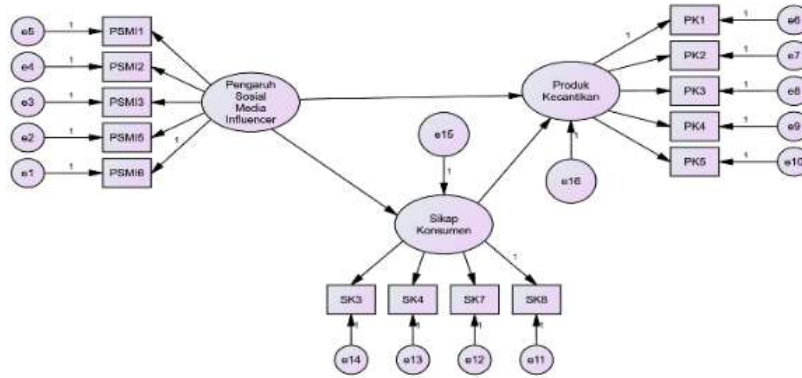 e5 1 PSMI1
e4 1 PSMI2
e3 1 PSMI3
e2 1 PSMI5
e1 1 PSMI6
1
Pengaruh
Sosial
Media
Influencer
Produk
Kecantikan
1 PK1 1 e6
PK2 1 e7
PK3 1 e8
PK4 1 e9
PK5 1 e10
e15
1
e16
1
Sikap
Konsumen
1
SK3 SK4 SK7 SK8
1 1 1 1
e14 e13 e12 e11